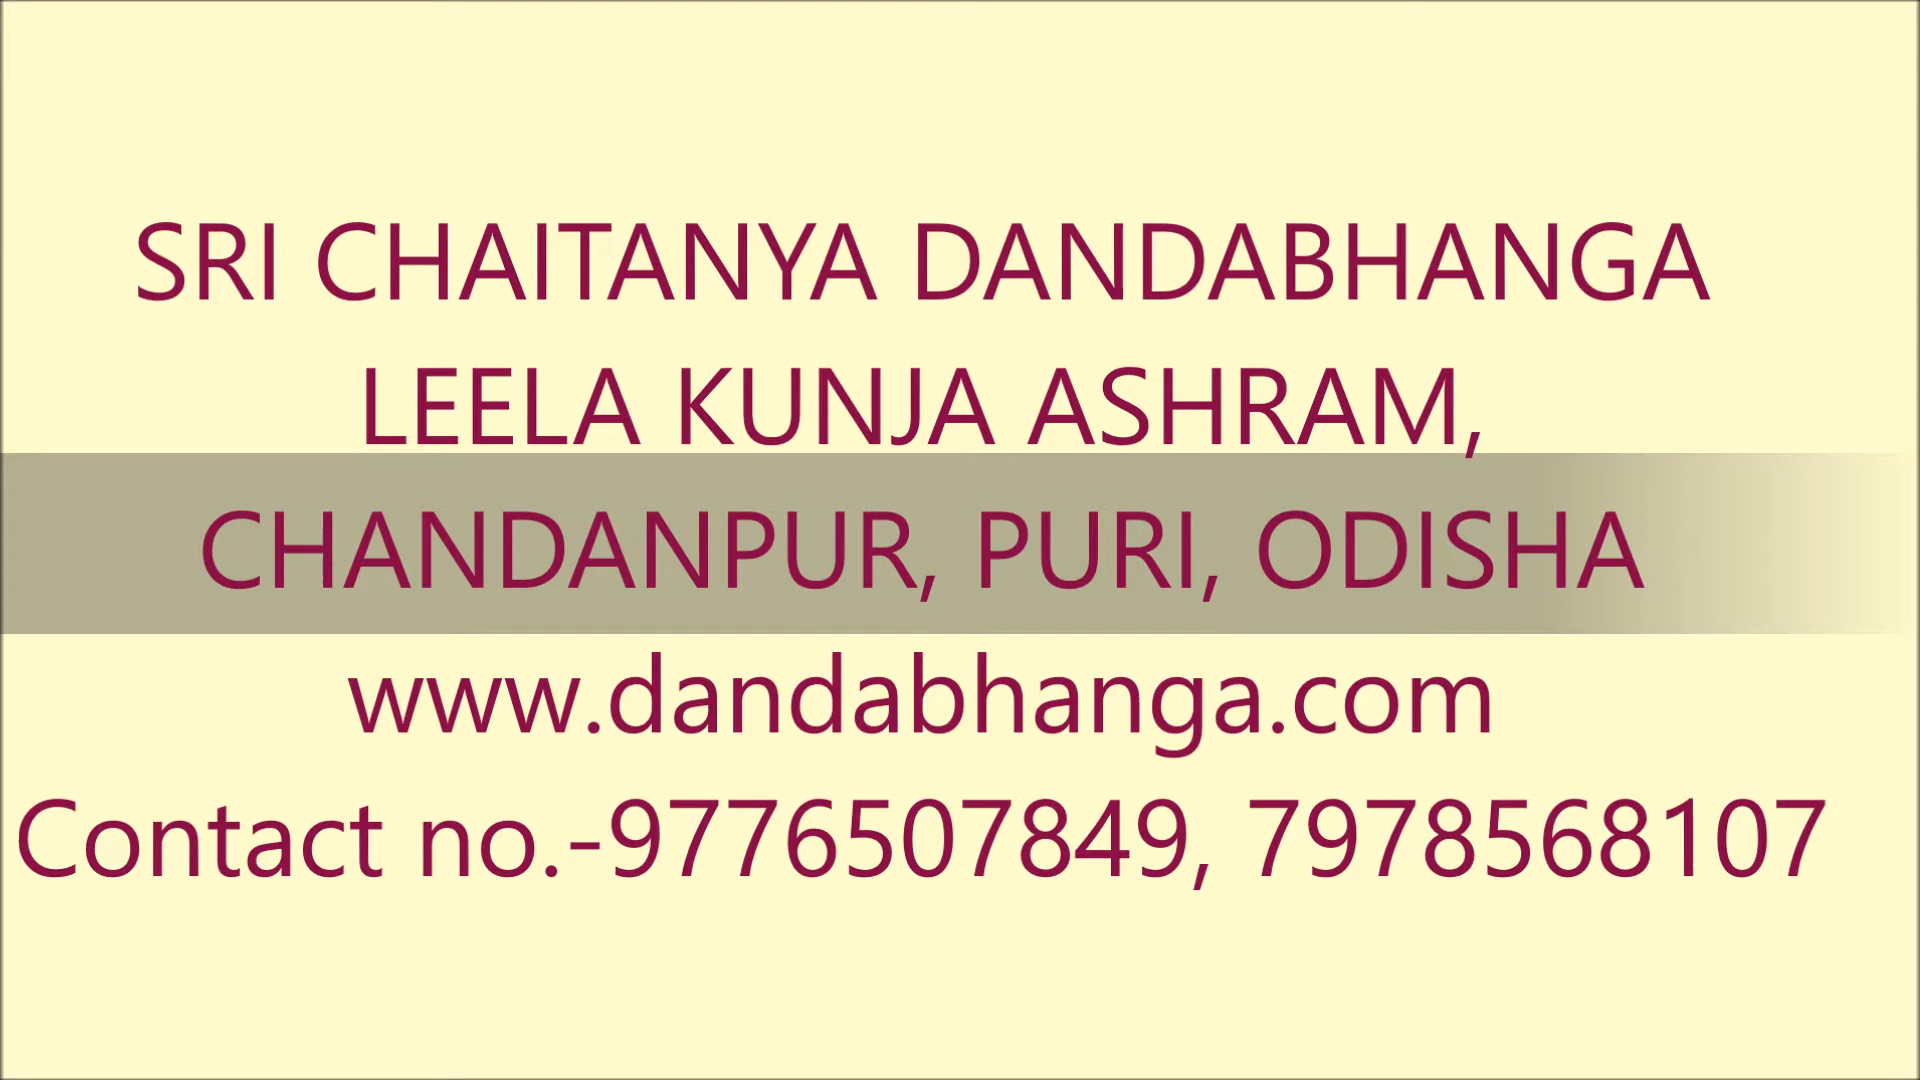 SRI CHAITANYA DANDABHANGA
LEELA KUNJA ASHRAM,
CHANDANPUR, PURI, ODISHA
www.dandabhanga.com
Contact no.-9776507849, 7978568107